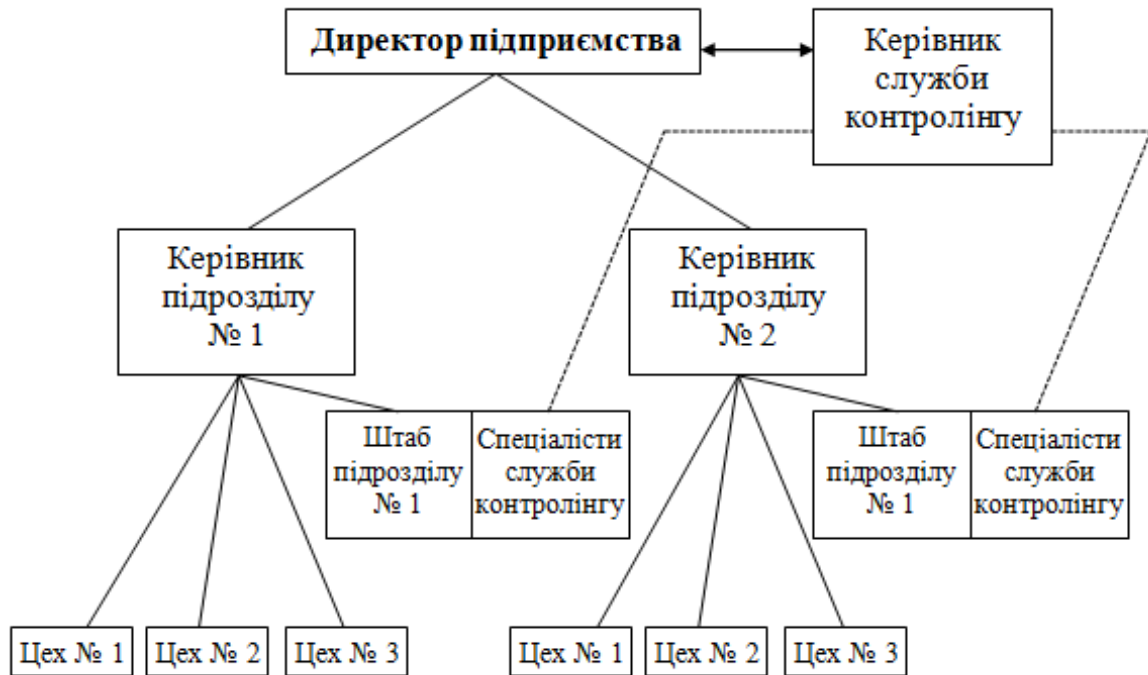 Директор підприємства
Керівник
служби
контролінгу
Керівник
підрозділу
№ 1
Керівник
підрозділу
№ 2
Штаб
підрозділу
№ 1
Спеціалісти
служби
контролінгу
Штаб
підрозділу
№ 1
Спеціалісти
служби
контролінгу
Цех № 1
Цех № 2
Цех № 3
Цех № 1
Цех № 2
Цех № 3